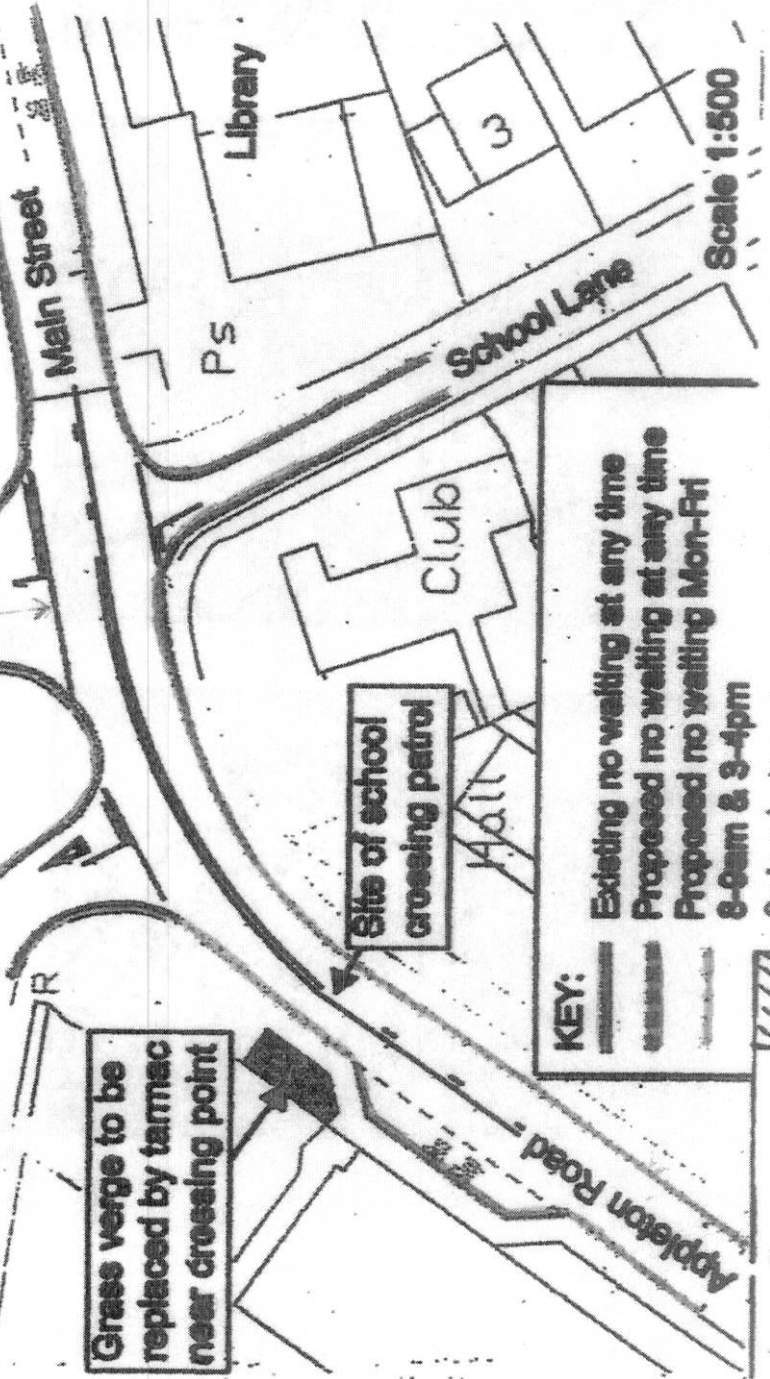 Main Street
Library
Ps
3
School Lane
Scale 1:500
Club
Hall
R
Site of school
crossing patrol
Grass verge to be
replaced by tarmac
near crossing point
Appleton Road
KEY:
Existing no waiting at any time
Proposed no waiting at any time
Proposed no waiting Mon-Fri
8-9am & 3-4pm